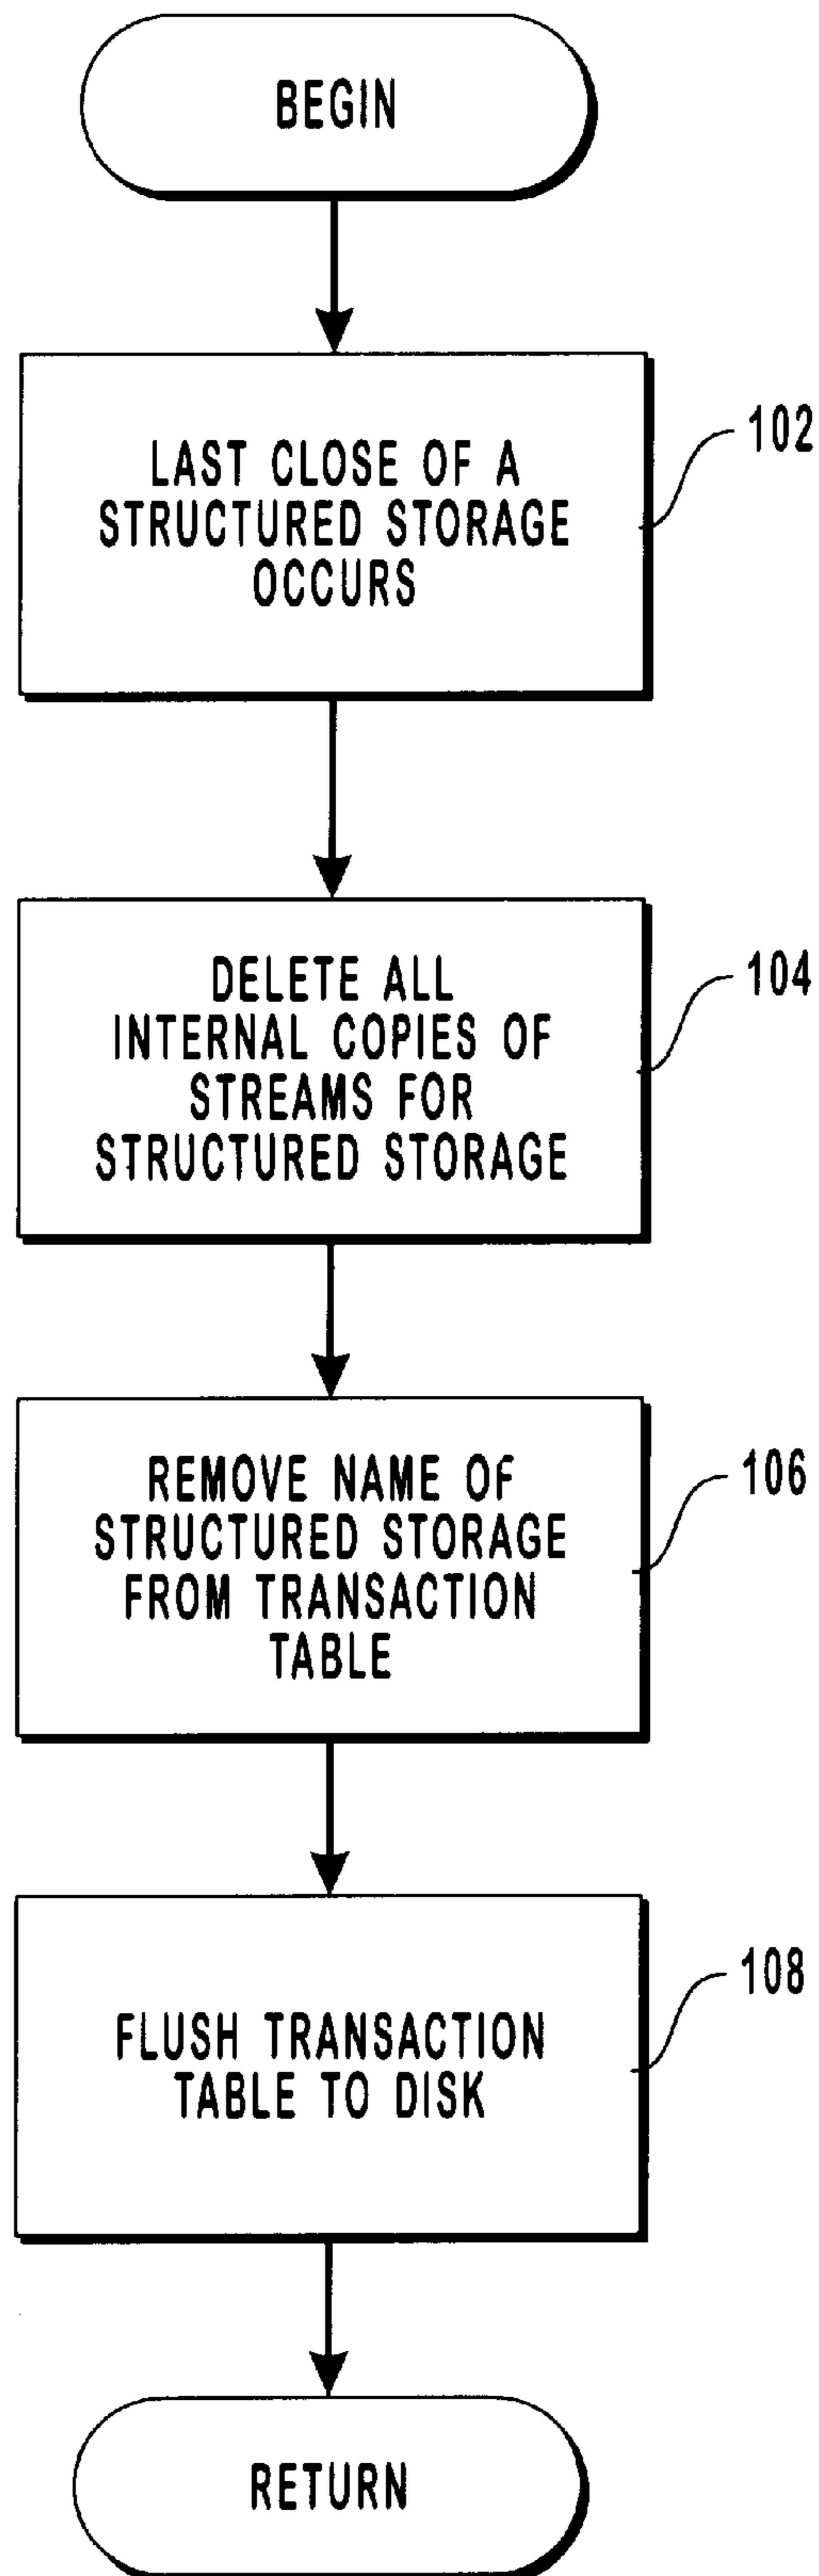 BEGIN
LAST CLOSE OF A
STRUCTURED STORAGE
OCCURS
102
DELETE ALL
INTERNAL COPIES OF
STREAMS FOR
STRUCTURED STORAGE
104
REMOVE NAME OF
STRUCTURED STORAGE
FROM TRANSACTION
TABLE
106
FLUSH TRANSACTION
TABLE TO DISK
108
RETURN